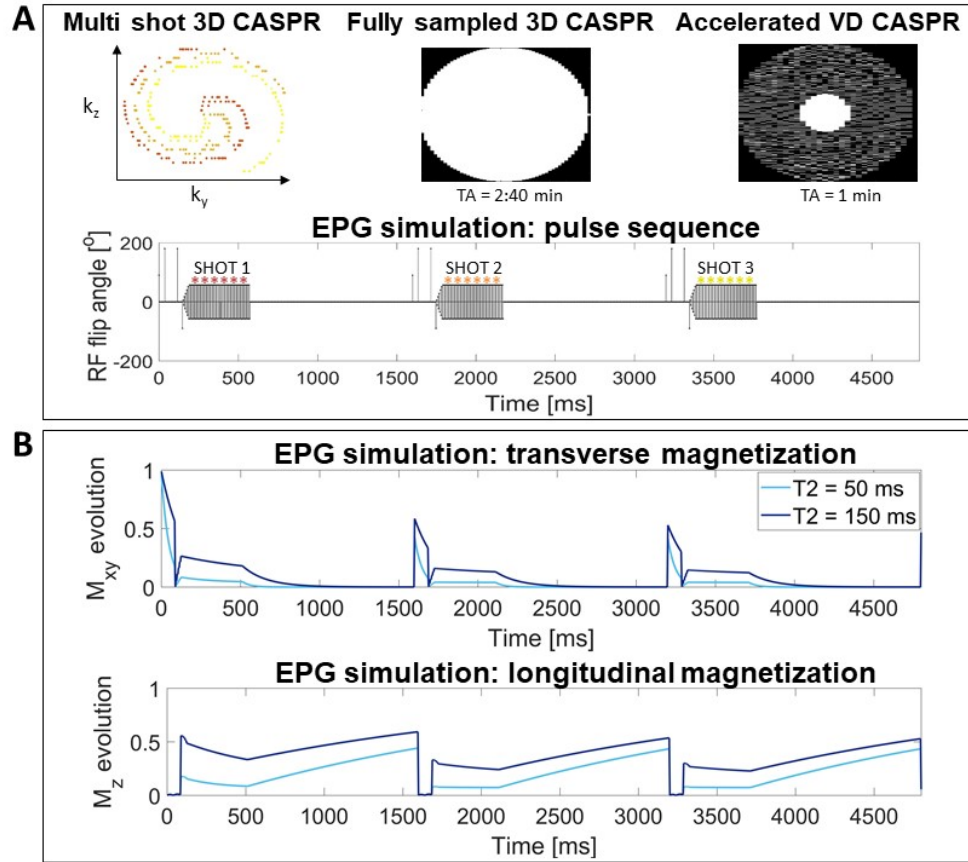 A
Multi shot 3D CASPR
Fully sampled 3D CASPR
Accelerated VD CASPR
kz
ky
TA = 2:40 min
TA = 1 min
EPG simulation: pulse sequence
RF flip angle [0]
200
0
-200
SHOT 1
SHOT 2
SHOT 3
******
******
******
0 500 1000 1500 2000 2500 3000 3500 4000 4500
Time [ms]
B
EPG simulation: transverse magnetization
Mxy evolution
1
0.5
0
T2 = 50 ms
T2 = 150 ms
0 500 1000 1500 2000 2500 3000 3500 4000 4500
Time [ms]
EPG simulation: longitudinal magnetization
Mz evolution
1
0.5
0
0 500 1000 1500 2000 2500 3000 3500 4000 4500
Time [ms]